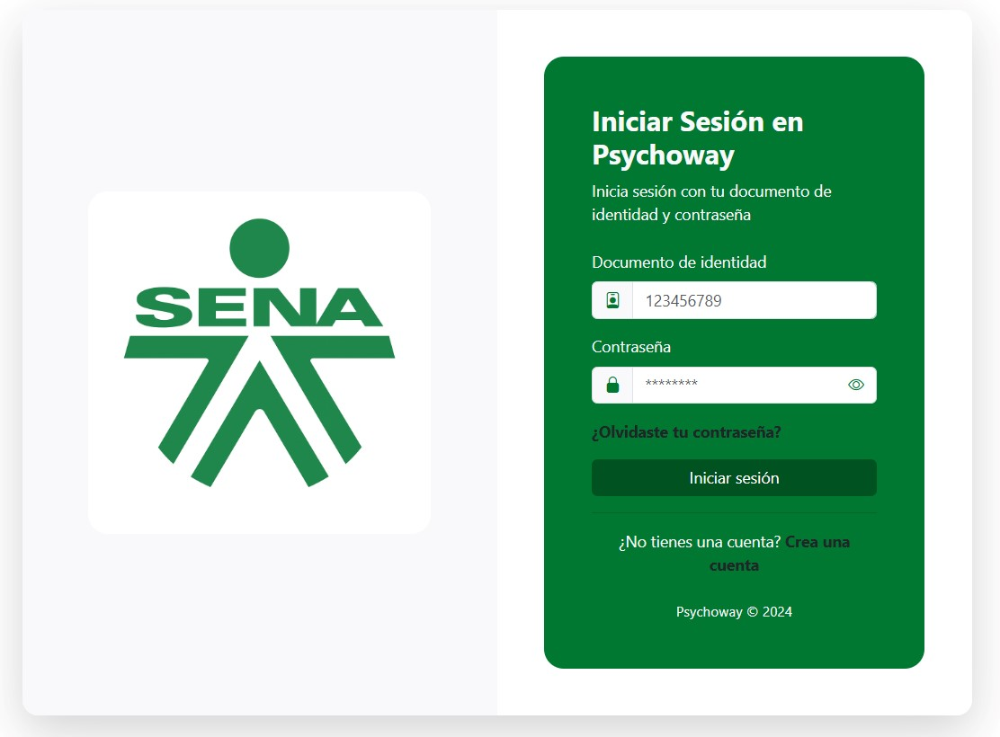 SENA
Iniciar Sesión en
Psychoway
Inicia sesión con tu documento de
identidad y contraseña
Documento de identidad
123456789
Contraseña
********
¿Olvidaste tu contraseña?
Iniciar sesión
¿No tienes una cuenta? Crea una
cuenta
Psychoway © 2024